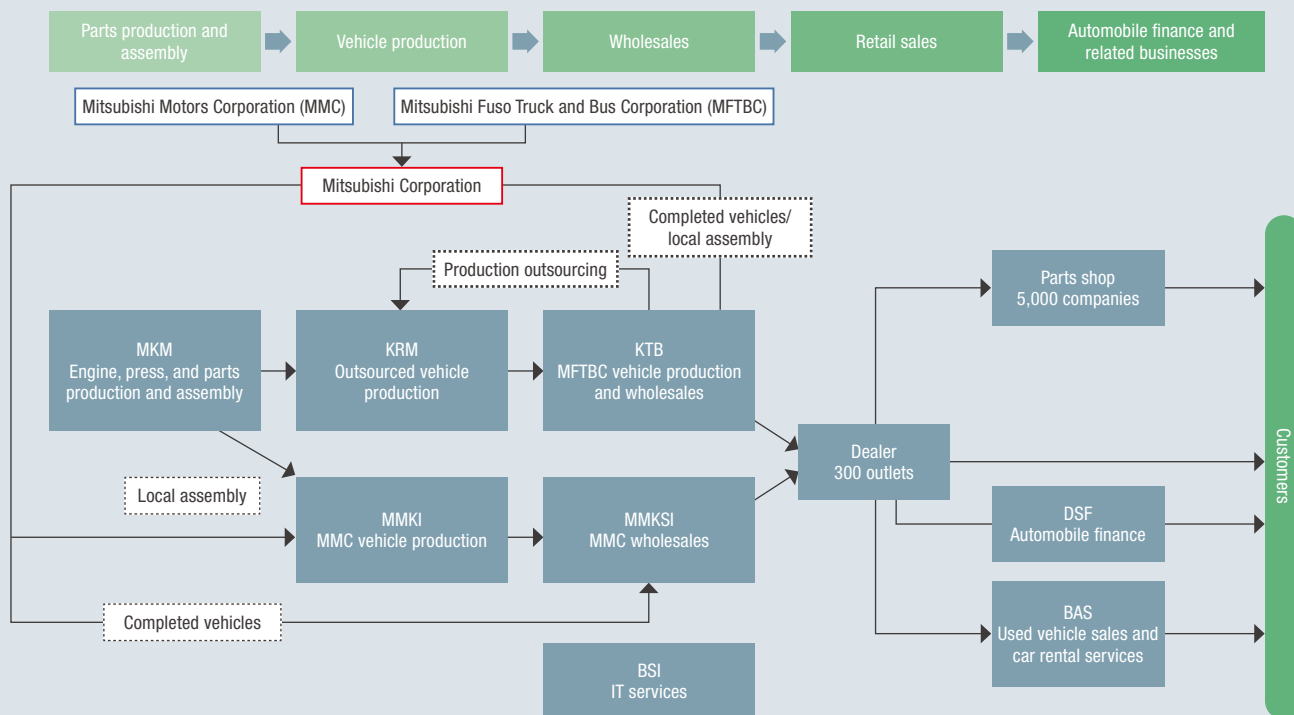 Parts production and
assembly
Vehicle production
Wholesales
Retail sales
Automobile finance and
related businesses
Mitsubishi Motors Corporation (MMC)
Mitsubishi Fuso Truck and Bus Corporation (MFTBC)
Mitsubishi Corporation
Completed vehicles/
local assembly
Production outsourcing
Parts shop
5,000 companies
MKM
Engine, press, and parts
production and assembly
KRM
Outsourced vehicle
production
KTB
MFTBC vehicle production
and wholesales
Dealer
300 outlets
Customers
Local assembly
MMKI
MMC vehicle production
MMKSI
MMC wholesales
DSF
Automobile finance
Completed vehicles
BAS
Used vehicle sales and
car rental services
BSI
IT services